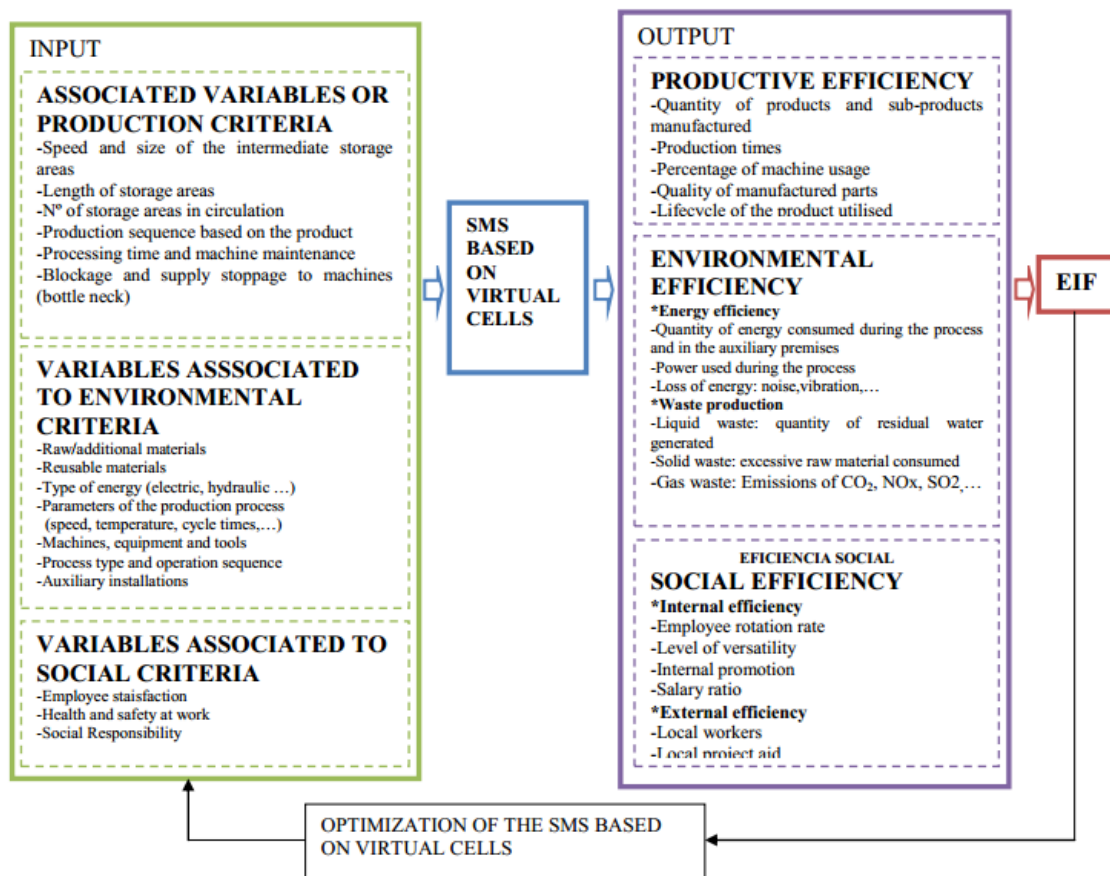 INPUT
ASSOCIATED VARIABLES OR
PRODUCTION CRITERIA
-Speed and size of the intermediate storage
areas
-Length of storage areas
-Nº of storage areas in circulation
-Production sequence based on the product
-Processing time and machine maintenance
-Blockage and supply stoppage to machines
(bottle neck)
VARIABLES ASSSOCIATED
TO ENVIRONMENTAL
CRITERIA
-Raw/additional materials
-Reusable materials
-Type of energy (electric, hydraulic …)
-Parameters of the production process
(speed, temperature, cycle times,…)
-Machines, equipment and tools
-Process type and operation sequence
-Auxiliary installations
VARIABLES ASSSOCIATED TO
SOCIAL CRITERIA
-Employee staisfaction
-Health and safety at work
-Social Responsibility
SMS
BASED
ON
VIRTUAL
CELLS
OUTPUT
PRODUCTIVE EFFICIENCY
-Quantity of products and sub-products
manufactured
-Production times
-Percentage of machine usage
-Quality of manufactured parts
-Lifecycle of the product utilised
ENVIRONMENTAL
EFFICIENCY
*Energy efficiency
-Quantity of energy consumed during the process
and in the auxiliary premises
-Power used during the process
-Loss of energy: noise,vibration,…
*Waste production
-Liquid waste: quantity of residual water
generated
-Solid waste: excessive raw material consumed
-Gas waste: Emissions of CO₂, NOx, SO2,…
EFICIENCIA SOCIAL
SOCIAL EFFICIENCY
*Internal efficiency
-Employee rotation rate
-Level of versatility
-Internal promotion
-Salary ratio
*External efficiency
-Local workers
-Local project aid
EIF
OPTIMIZATION OF THE SMS BASED
ON VIRTUAL CELLS